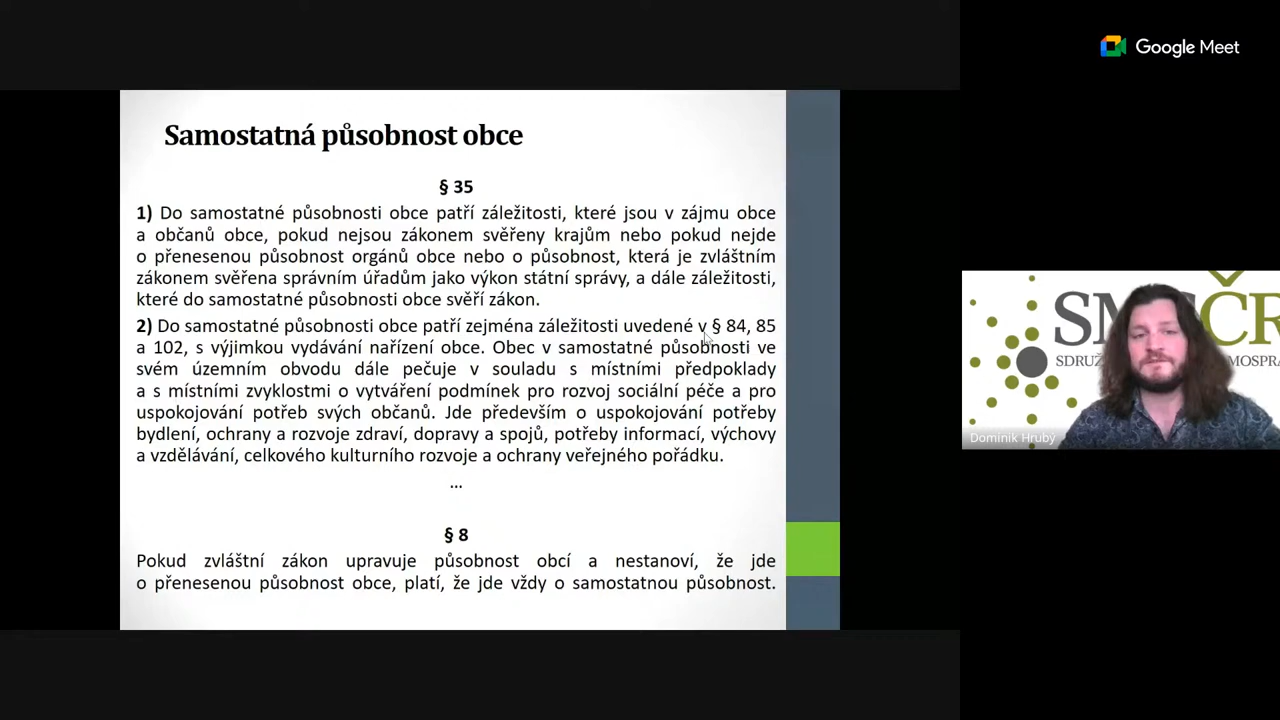 Google Meet
Samostatná působnost obce
§ 35
1) Do samostatné působnosti obce patří záležitosti, které jsou v zájmu obce
a občanů obce, pokud nejsou zákonem svěřeny krajům nebo pokud nejde
o přenesenou působnost orgánů obce nebo o působnost, která je zvláštním
zákonem svěřena správním úřadům jako výkon státní správy, a dále záležitosti,
které do samostatné působnosti obce svěří zákon.
2) Do samostatné působnosti obce patří zejména záležitosti uvedené v § 84, 85
a 102, s výjimkou vydávání nařízení obce. Obec v samostatné působnosti ve
svém územním obvodu dále pečuje v souladu s místními předpoklady
a s místními zvyklostmi o vytváření podmínek pro rozvoj sociální péče a pro
uspokojování potřeb svých občanů. Jde především o uspokojování potřeby
bydlení, ochrany a rozvoje zdraví, dopravy a spojů, potřeby informací, výchovy
a vzdělávání, celkového kulturního rozvoje a ochrany veřejného pořádku.
...
§ 8
Pokud zvláštní zákon upravuje působnost obcí a nestanoví, že jde
o přenesenou působnost obce, platí, že jde vždy o samostatnou působnost.
Dominik Hrubý